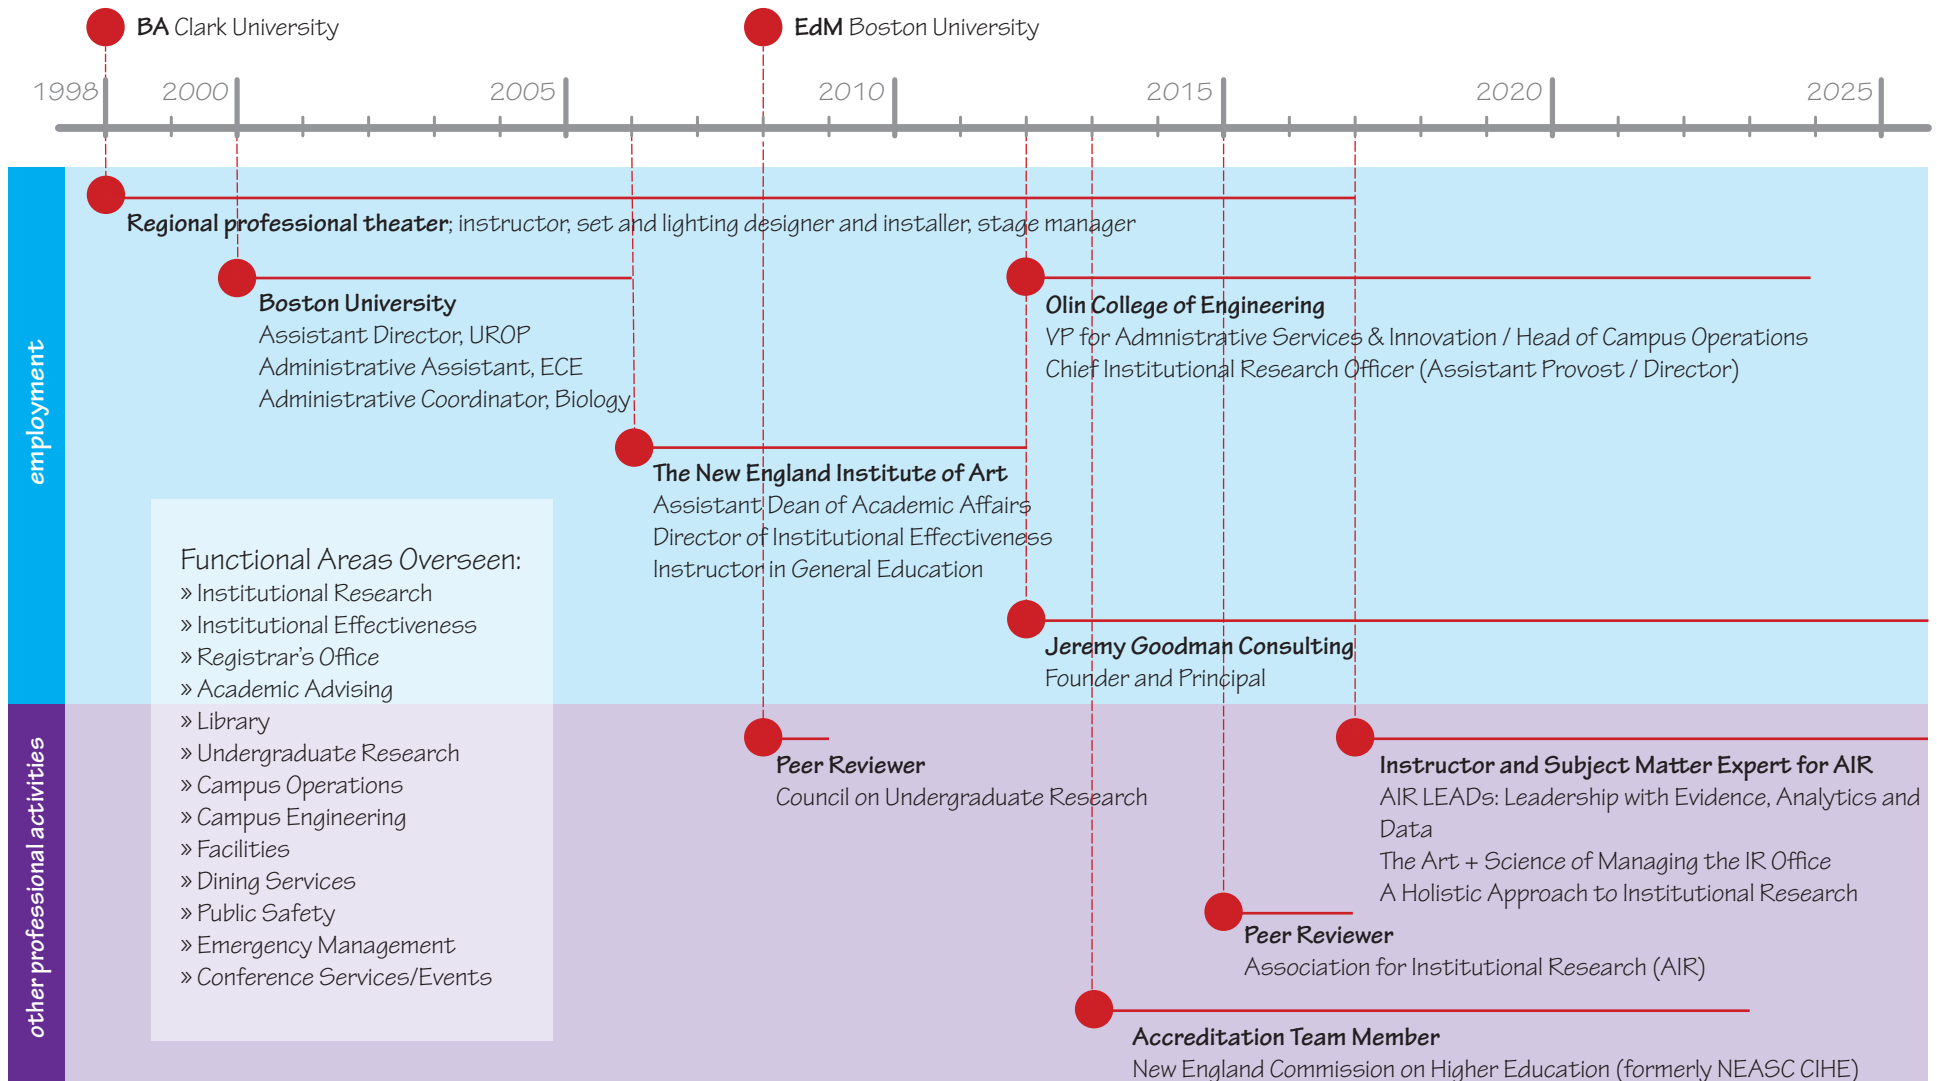 BA Clark University
EdM Boston University
1998
2000
2005
2010
2015
2020
2025
employment
Regional professional theater; instructor, set and lighting designer and installer, stage manager
Boston University
Assistant Director, UROP
Administrative Assistant, ECE
Administrative Coordinator, Biology
Olin College of Engineering
VP for Admnistrative Services & Innovation / Head of Campus Operations
Chief Institutional Research Officer (Assistant Provost / Director)
The New England Institute of Art
Assistant Dean of Academic Affairs
Director of Institutional Effectiveness
Instructor in General Education
Jeremy Goodman Consulting
Founder and Principal
Functional Areas Overseen:
» Institutional Research
» Institutional Effectiveness
» Registrar's Office
» Academic Advising
» Library
» Undergraduate Research
» Campus Operations
» Campus Engineering
» Facilities
» Dining Services
» Public Safety
» Emergency Management
» Conference Services/Events
other professional activities
Peer Reviewer
Council on Undergraduate Research
Instructor and Subject Matter Expert for AIR
AIR LEADs: Leadership with Evidence, Analytics and
Data
The Art + Science of Managing the IR Office
A Holistic Approach to Institutional Research
Peer Reviewer
Association for Institutional Research (AIR)
Accreditation Team Member
New England Commission on Higher Education (formerly NEASC CIHE)